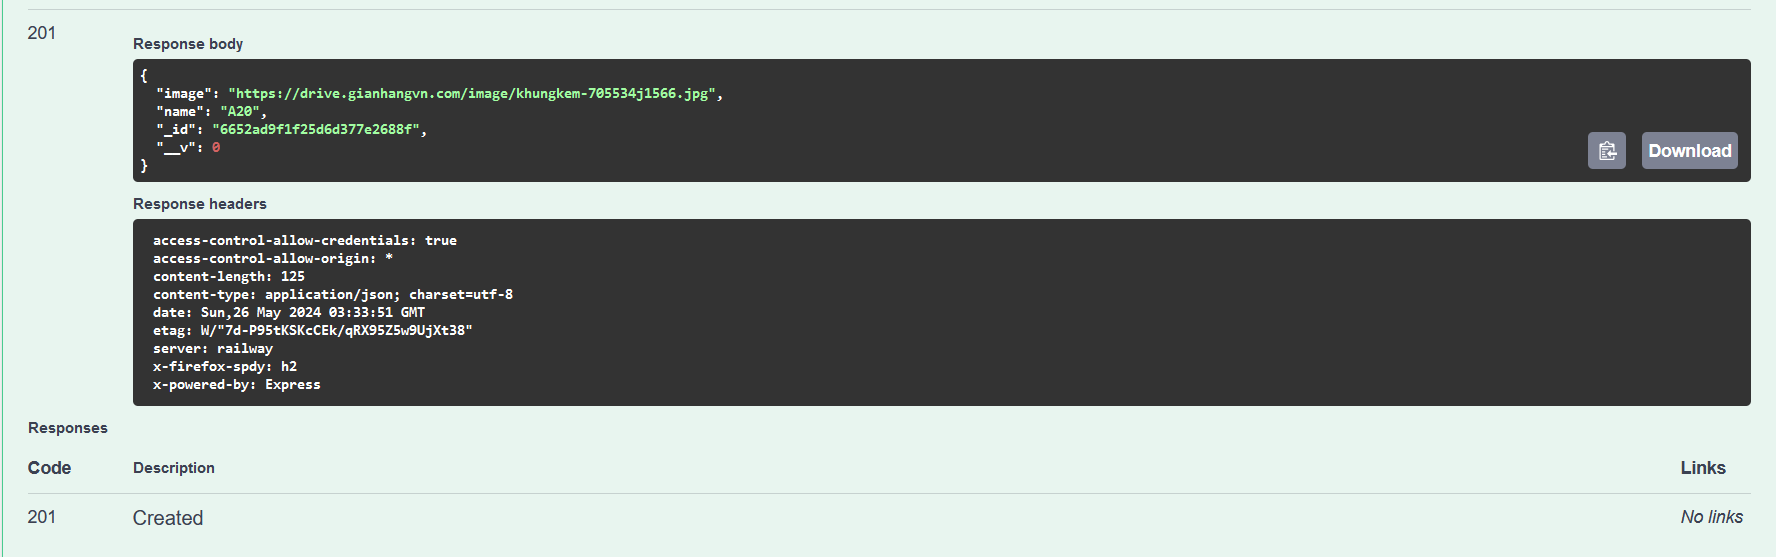 201
Response body
{
"image": "https://drive.gianhangvn.com/image/khungkem-705534j1566.jpg",
"name": "A20",
"_id": "6652ad9f1f25d6d377e2688f",
"__v": 0
}
Download
Response headers
access-control-allow-credentials: true
access-control-allow-origin: *
content-length: 125
content-type: application/json; charset=utf-8
date: Sun,26 May 2024 03:33:51 GMT
etag: W/"7d-P95tKSKcCEk/qRX95Z5w9UjXt38"
server: railway
x-firefox-spdy: h2
x-powered-by: Express
Responses
Code Description Links
201 Created No links